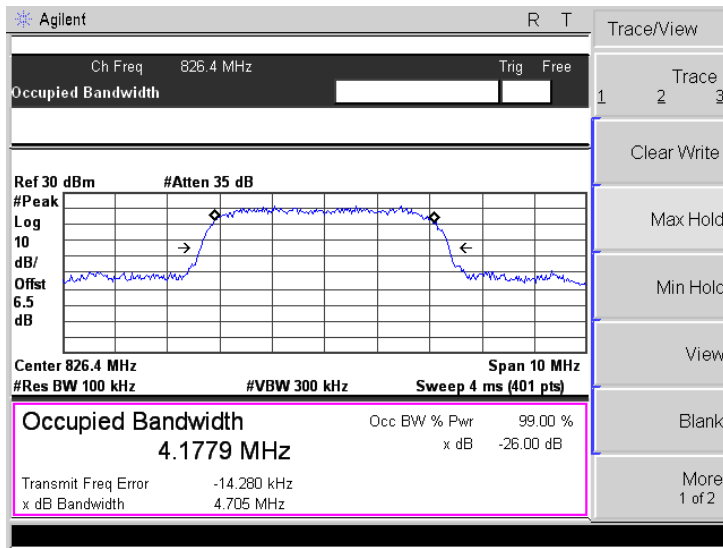 Agilent R T
Ch Freq 826.4 MHz Trig Free
Occupied Bandwidth
Ref 30 dBm #Atten 35 dB
#Peak
Log
10
dB/
Offst
6.5
dB
Center 826.4 MHz Span 10 MHz
#Res BW 100 kHz #VBW 300 kHz Sweep 4 ms (401 pts)
Occupied Bandwidth Occ BW % Pwr 99.00 %
4.1779 MHz x dB -26.00 dB
Transmit Freq Error -14.280 kHz
x dB Bandwidth 4.705 MHz
Trace/View
Trace
1 2 3
Clear Write
Max Hold
Min Hold
View
Blank
More
1 of 2